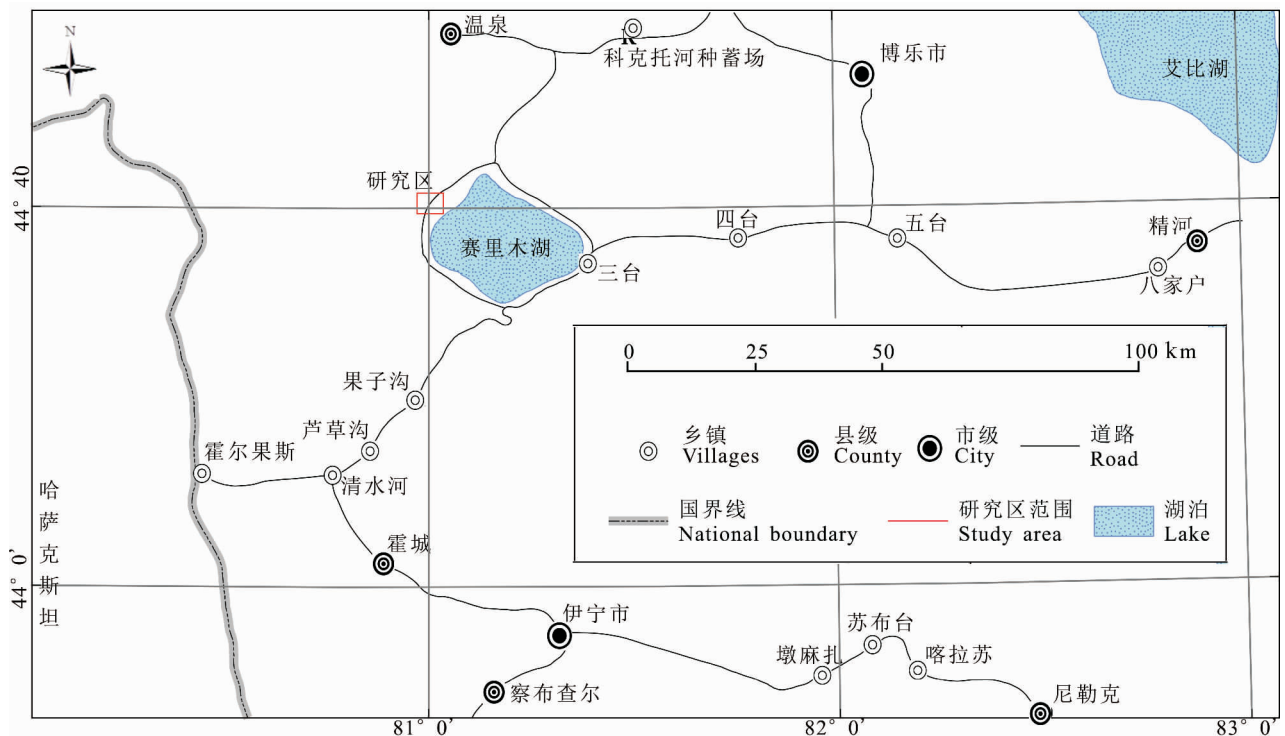 N
温泉
科克托河种蓄场
博乐市
艾比湖
44° 40
研究区
赛里木湖
三台
四台
五台
精河
八家户
果子沟
芦草沟
霍尔果斯
清水河
霍城
哈萨克斯坦
44° 0′
伊宁市
察布查尔
墩麻扎
苏布台
喀拉苏
尼勒克
0 25 50 100 km
乡镇
Villages
县级
County
市级
City
道路
Road
国界线
National boundary
研究区范围
Study area
湖泊
Lake
81° 0′
82° 0′
83° 0′